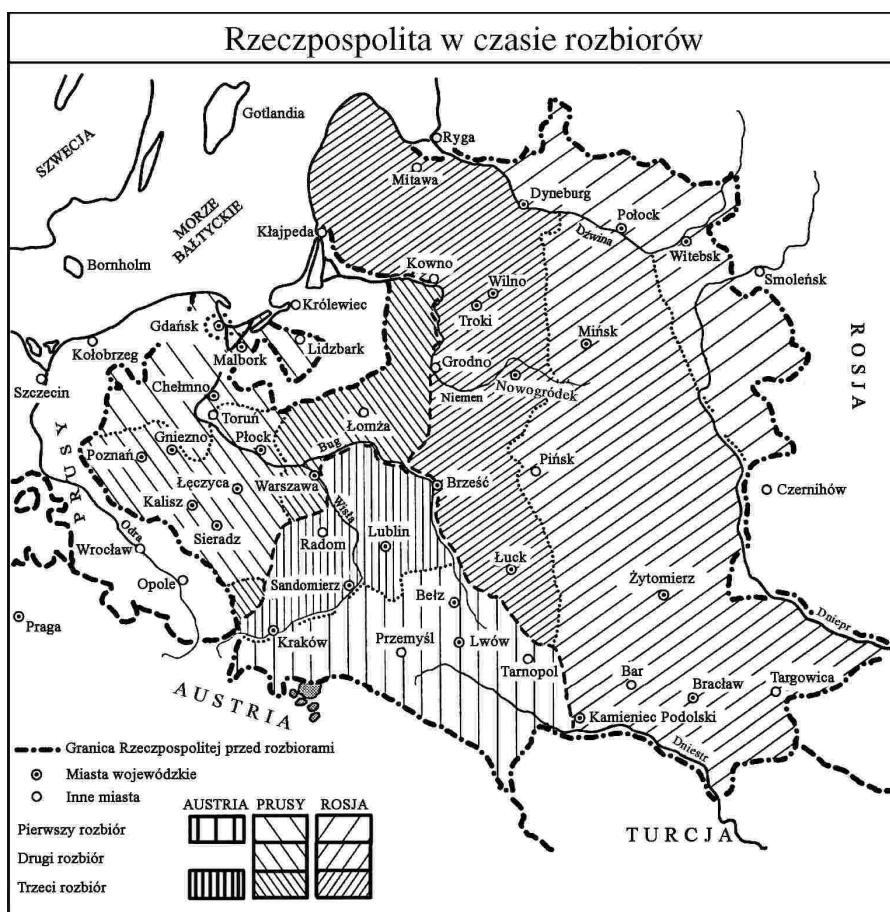 Rzeczpospolita w czasie rozbiorów
Gotlandia
SZWECJA
MORZE
BAŁTYCKIE
Bornholm
Ryga
Mitawa
Dyneburg
Połock
Dźwina
Witebsk
Smoleńsk
Kłajpeda
Kowno
Wilno
Troki
Królewiec
Gdańsk
Malbork
Lidzbark
Kołobrzeg
Szczecin
Mińsk
Grodno
Nowogródek
Niemen
ROSJA
Chełmno
Toruń
Gniezno
Płock
Łomża
Bug
Poznań
Pińsk
PRUSY
Łęczyca
Warszawa
Brześć
Czernihów
Kalisz
Wisła
Odra
Sieradz
Radom
Lublin
Wrocław
Łuck
Opole
Sandomierz
Bełz
Żytomierz
Praga
Kraków
Przemyśl
Lwów
Dniepr
Tarnopol
Bar
Bracław
Targowica
AUSTRIA
Kamieniec Podolski
Dniestr
TURCJA
Granica Rzeczpospolitej przed rozbiorami
Miasta wojewódzkie
Inne miasta
AUSTRIA PRUSY ROSJA
Pierwszy rozbiór
Drugi rozbiór
Trzeci rozbiór